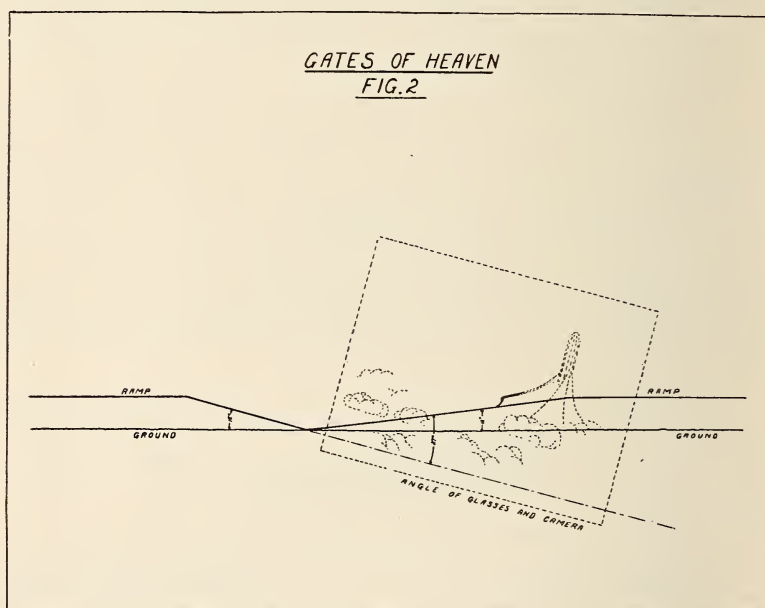 GATES OF HEAVEN
FIG. 2
RAMP
RAMP
GROUND
GROUND
ANGLE OF GLASSES AND CAMERA